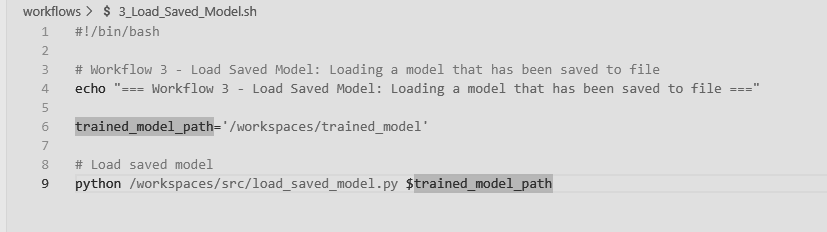 workflows > $ 3_Load_Saved_Model.sh
1 #!/bin/bash
2
3 # Workflow 3 - Load Saved Model: Loading a model that has been saved to file
4 echo "=== Workflow 3 - Load Saved Model: Loading a model that has been saved to file ==="
5
6 trained_model_path='/workspaces/trained_model'
7
8 # Load saved model
9 python /workspaces/src/load_saved_model.py $trained_model_path